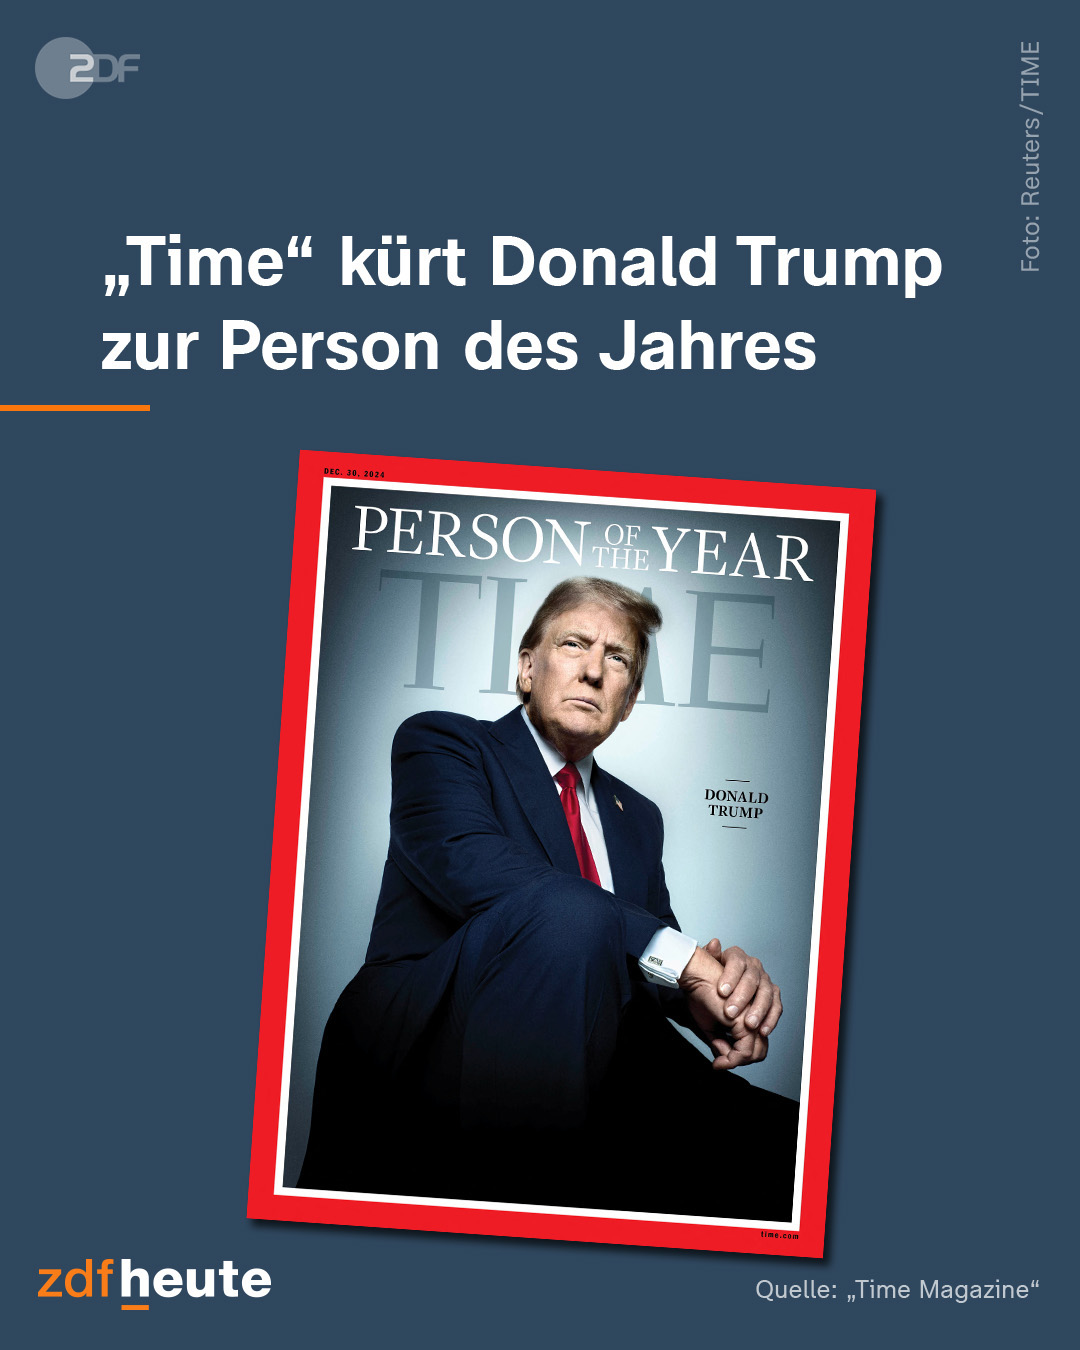 ZDF
Foto: Reuters/TIME
„Time“ kürt Donald Trump
zur Person des Jahres
DEC. 30, 2024
PERSON OF THE YEAR
TIME
DONALD
TRUMP
time.com
zdfheute
Quelle: „Time Magazine“